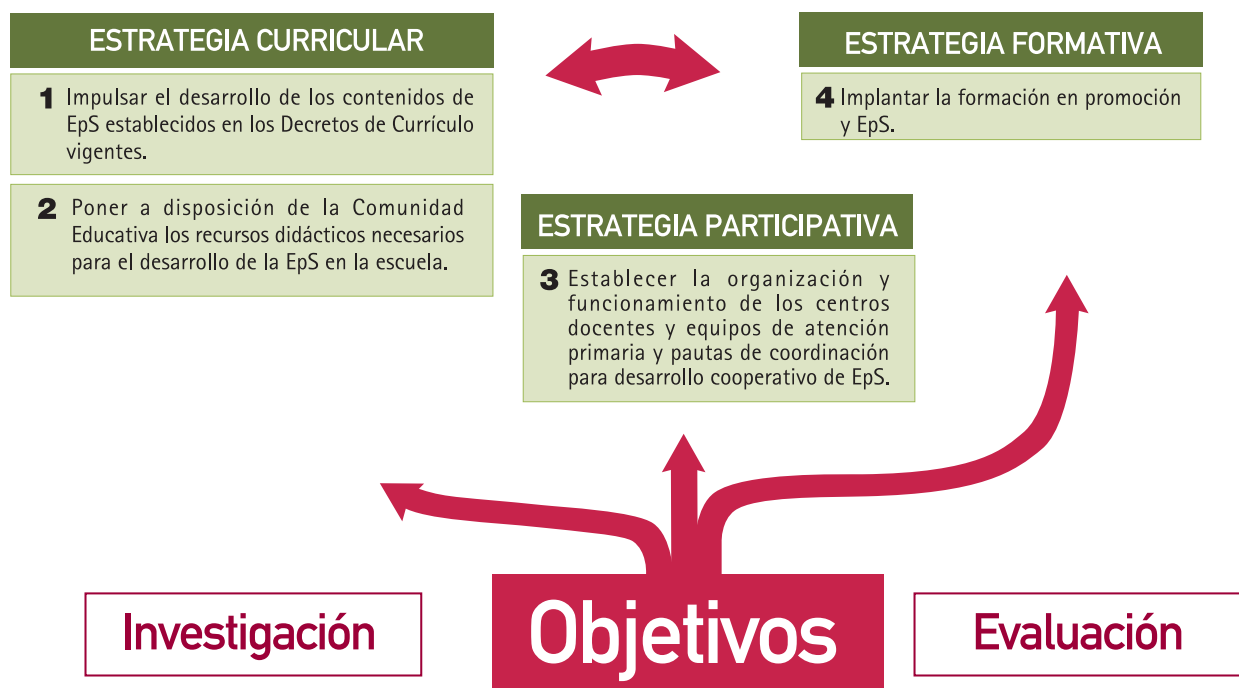 ESTRATEGIA CURRICULAR
1 Impulsar el desarrollo de los contenidos de
EpS establecidos en los Decretos de Currículo
vigentes.
2 Poner a disposición de la Comunidad
Educativa los recursos didácticos necesarios
para el desarrollo de la EpS en la escuela.
ESTRATEGIA FORMATIVA
4 Implantar la formación en promoción
y EpS.
ESTRATEGIA PARTICIPATIVA
3 Establecer la organización y
funcionamiento de los centros
docentes y equipos de atención
primaria y pautas de coordinación
para desarrollo cooperativo de EpS.
Investigación
Objetivos
Evaluación